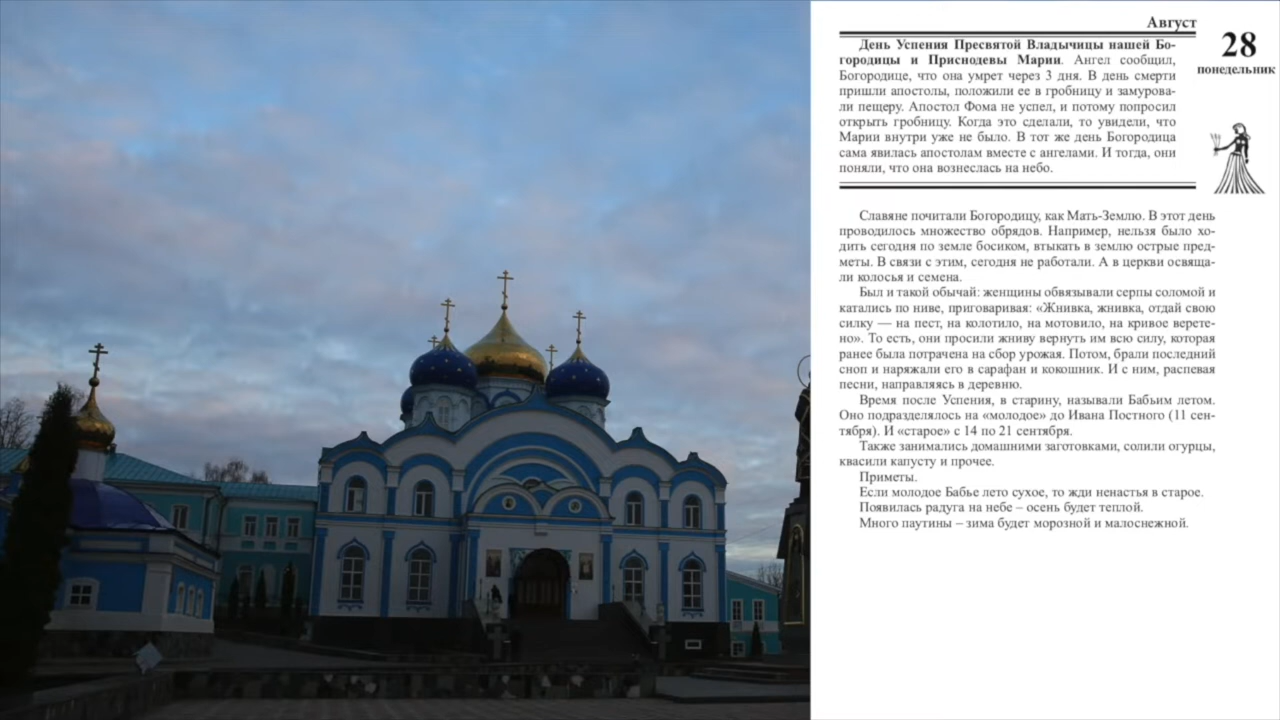 Август
28
понедельник
День Успения Пресвятой Владычицы нашей Бо-
городицы и Приснодевы Марии. Ангел сообщил,
Богородице, что она умрет через 3 дня. В день смерти
пришли апостолы, положили ее в гробницу и замурова-
ли пещеру. Апостол Фома не успел, и потому попросил
открыть гробницу. Когда это сделали, то увидели, что
Марии внутри уже не было. В тот же день Богородица
сама явилась апостолам вместе с ангелами. И тогда, они
поняли, что она вознеслась на небо.
Славяне почитали Богородицу, как Мать-Землю. В этот день
проводилось множество обрядов. Например, нельзя было хо-
дить сегодня по земле босиком, втыкать в землю острые пред-
меты. В связи с этим, сегодня не работали. А в церкви освяща-
ли колосья и семена.
Был и такой обычай: женщины обвязывали серпы соломой и
катались по ниве, приговаривая: «Жнивка, жнивка, отдай свою
силку — на пест, на колотило, на мотовило, на кривое верете-
но». То есть, они просили жниву вернуть им всю силу, которая
ранее была потрачена на сбор урожая. Потом, брали последний
сноп и наряжали его в сарафан и кокошник. И с ним, распевая
песни, направляясь в деревню.
Время после Успения, в старину, называли Бабьим летом.
Оно подразделялось на «молодое» до Ивана Постного (11 сен-
тября). И «старое» с 14 по 21 сентября.
Также занимались домашними заготовками, солили огурцы,
квасили капусту и прочее.
Приметы.
Если молодое Бабье лето сухое, то жди ненастья в старое.
Появилась радуга на небе – осень будет теплой.
Много паутины – зима будет морозной и малоснежной.